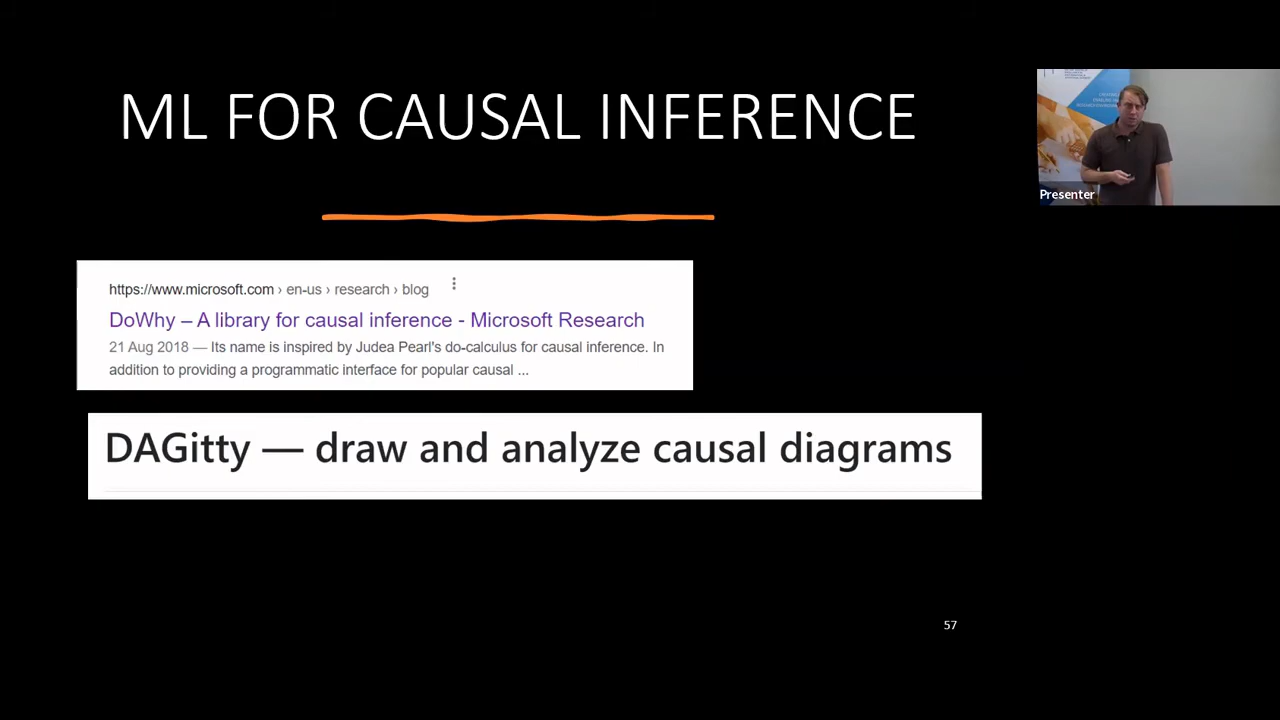 ML FOR CAUSAL INFERENCE
https://www.microsoft.com › en-us › research › blog
DoWhy – A library for causal inference - Microsoft Research
21 Aug 2018 — Its name is inspired by Judea Pearl's do-calculus for causal inference. In
addition to providing a programmatic interface for popular causal ...
DAGitty — draw and analyze causal diagrams
57
Presenter